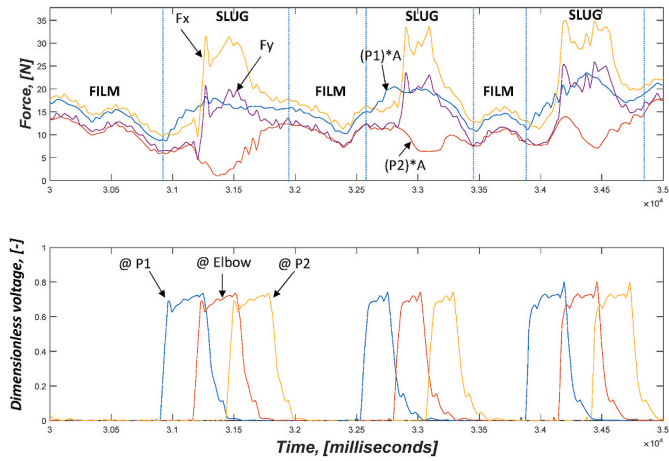 SLUG SLUG SLUG
Fx Fy (P1)*A
FILM FILM FILM
(P2)*A
Force, [N]
35
30
25
20
15
10
5
0
3 3.05 3.1 3.15 3.2 3.25 3.3 3.35 3.4 3.45 3.5
×10⁴
@ P1 @ Elbow @ P2
Dimensionless voltage, [-]
1
0.8
0.6
0.4
0.2
0
3 3.05 3.1 3.15 3.2 3.25 3.3 3.35 3.4 3.45 3.5
×10⁴
Time, [milliseconds]